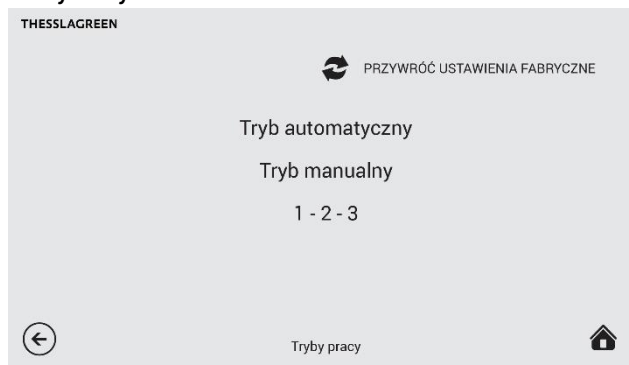 THESSLAGREEN
PRZYWRÓĆ USTAWIENIA FABRYCZNE
Tryb automatyczny
Tryb manualny
1 - 2 - 3
Tryby pracy